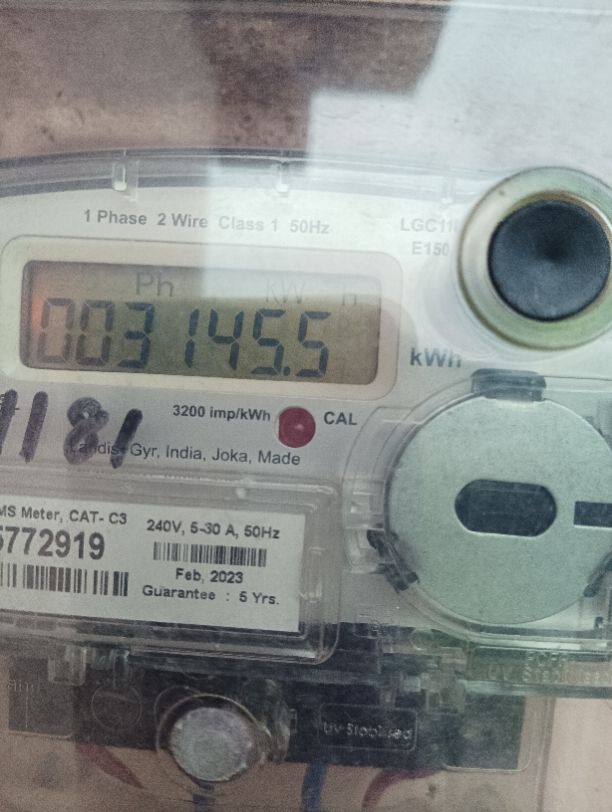 1 Phase 2 Wire Class 1 50Hz
LGC11
E150
Ph kW h
003145.5
kWh
3200 imp/kWh CAL
1181
Landis+Gyr, India, Joka, Made
MS Meter, CAT- C3
5772919
240V, 5-30 A, 50Hz
Feb, 2023
Guarantee : 5 Yrs.
UV Stabilised